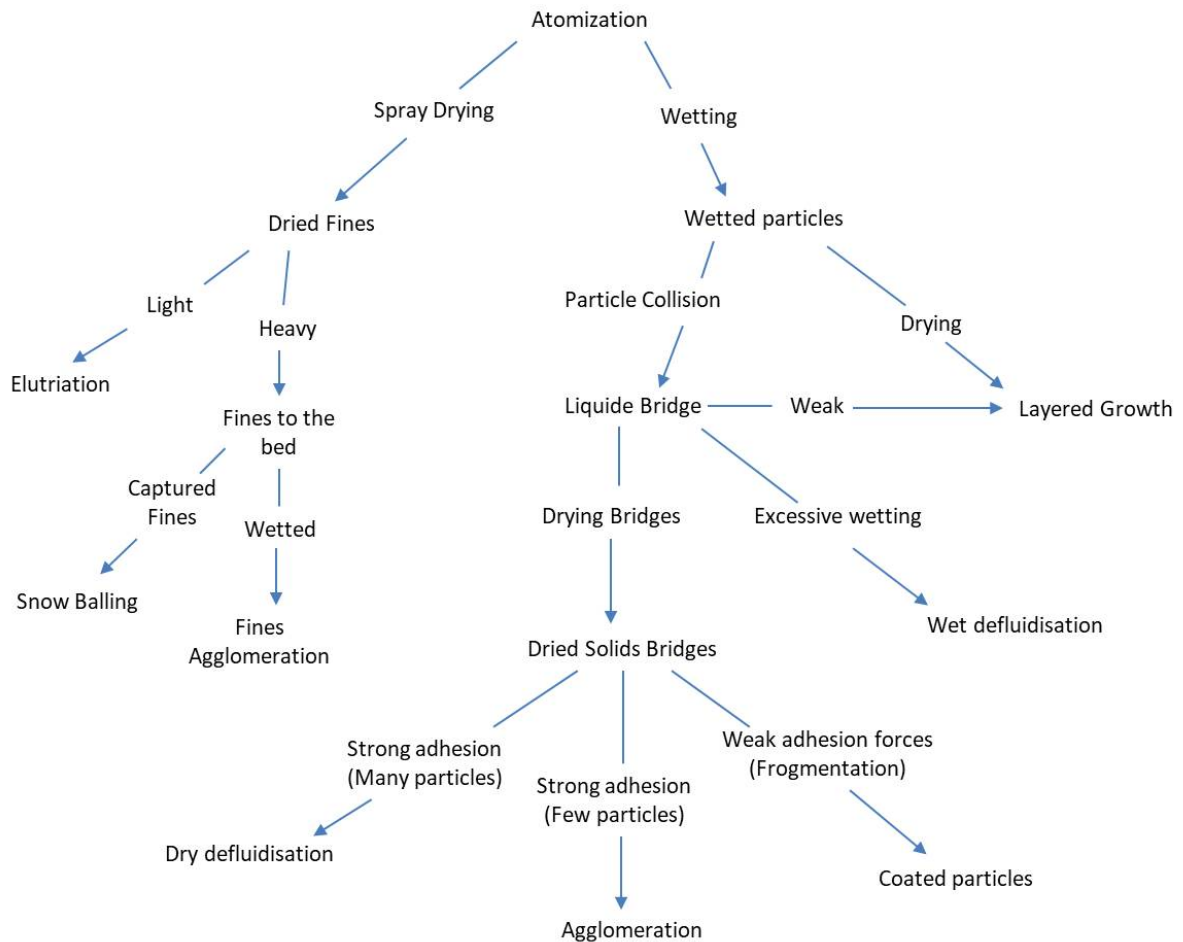 Atomization
Spray Drying
Wetting
Dried Fines
Wetted particles
Light
Heavy
Particle Collision
Drying
Elutriation
Fines to the
bed
Liquide Bridge
Weak
Layered Growth
Captured
Fines
Wetted
Drying Bridges
Excessive wetting
Snow Balling
Fines
Agglomeration
Wet defluidisation
Dried Solids Bridges
Strong adhesion
(Many particles)
Strong adhesion
(Few particles)
Weak adhesion forces
(Frogmentation)
Dry defluidisation
Coated particles
Agglomeration